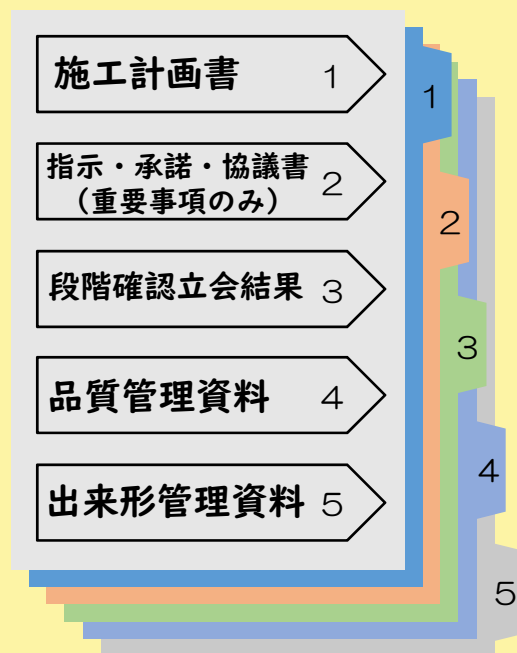 施工計画書 1
指示・承諾・協議書
（重要事項のみ） 2
段階確認立会結果 3
品質管理資料 4
出来形管理資料 5
1
2
3
4
5